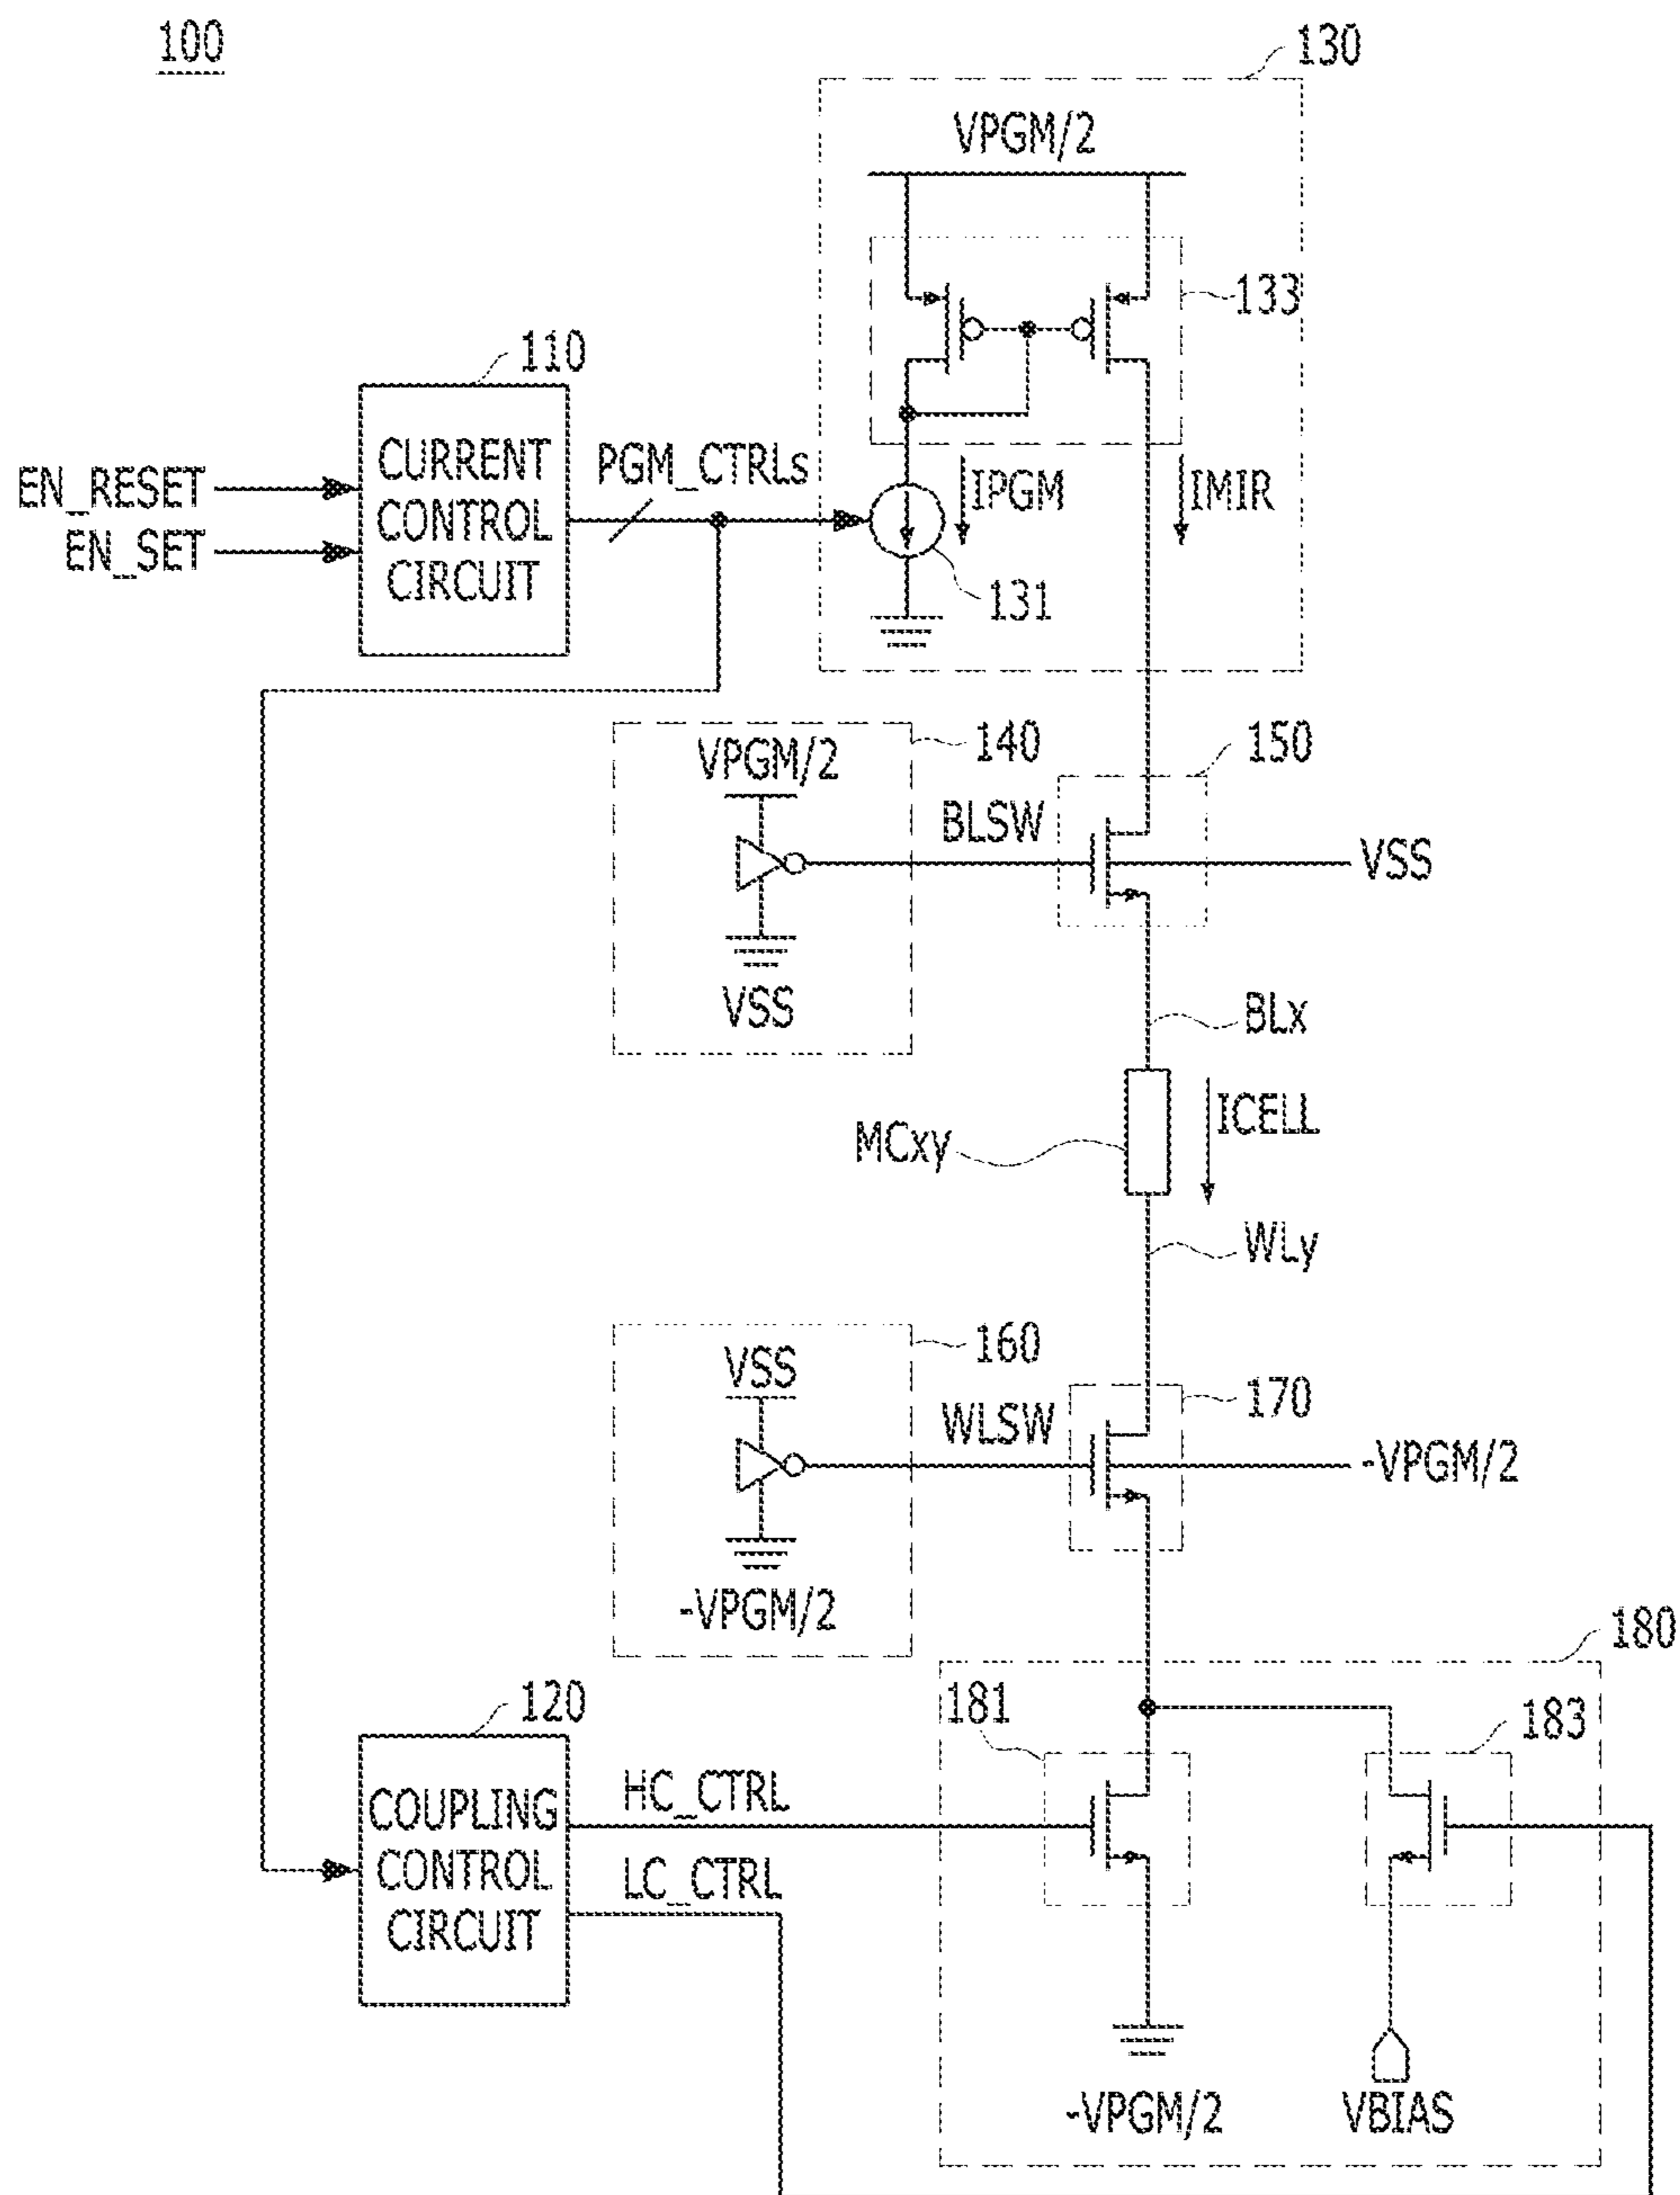 100
130
VPGM/2
133
110
CURRENT
CONTROL
CIRCUIT
EN_RESET
EN_SET
PGM_CTRLs
IPGM
IMIR
131
140
VPGM/2
VSS
BLSW
150
VSS
BLx
MCxy
ICELL
WLy
160
VSS
-VPGM/2
WLSW
170
-VPGM/2
180
120
COUPLING
CONTROL
CIRCUIT
HC_CTRL
LC_CTRL
181
183
-VPGM/2
VBIAS